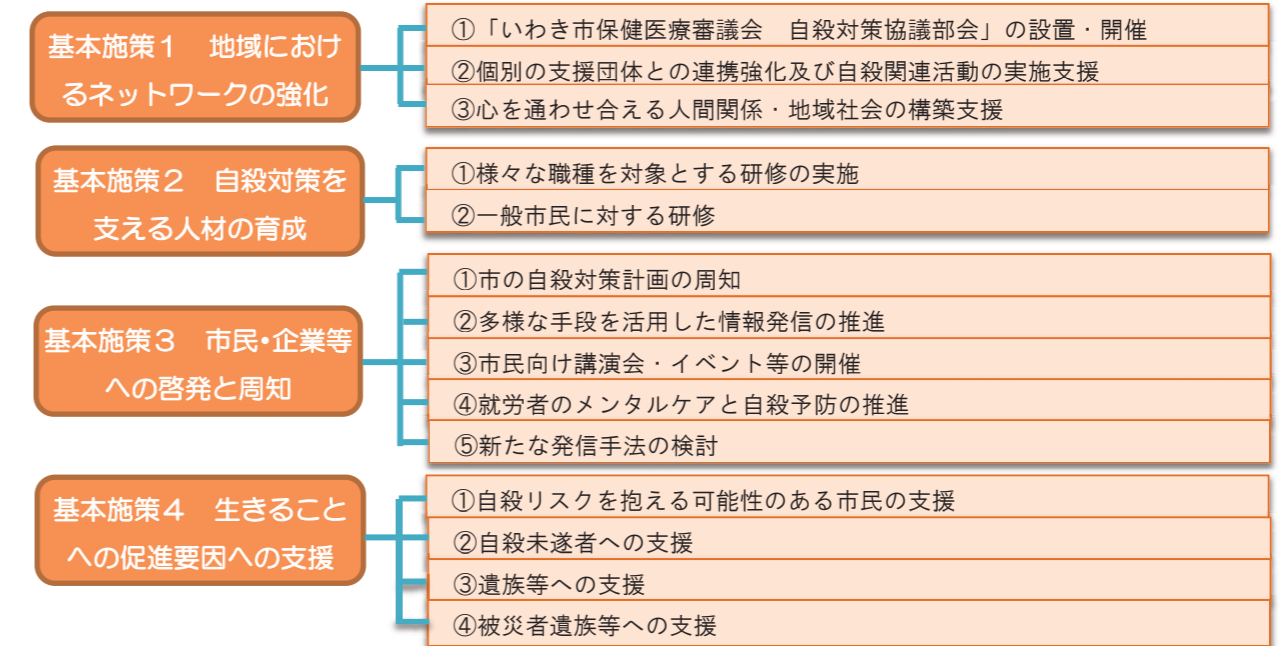 基本施策1　地域におけ
るネットワークの強化
①「いわき市保健医療審議会　自殺対策協議部会」の設置・開催
②個別の支援団体との連携強化及び自殺関連活動の実施支援
③心を通わせ合える人間関係・地域社会の構築支援
基本施策2　自殺対策を
支える人材の育成
①様々な職種を対象とする研修の実施
②一般市民に対する研修
基本施策3　市民・企業等
への啓発と周知
①市の自殺対策計画の周知
②多様な手段を活用した情報発信の推進
③市民向け講演会・イベント等の開催
④就労者のメンタルケアと自殺予防の推進
⑤新たな発信手法の検討
基本施策4　生きること
への促進要因への支援
①自殺リスクを抱える可能性のある市民の支援
②自殺未遂者への支援
③遺族等への支援
④被災者遺族等への支援